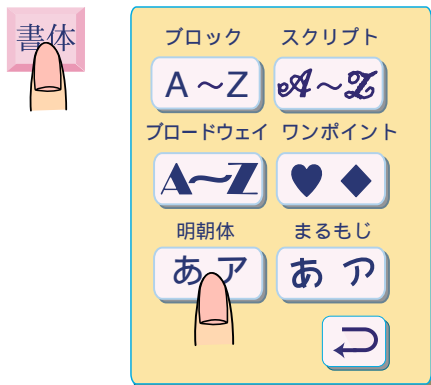 書体
ブロック スクリプト
A～Z A～Z
ブロードウェイ ワンポイント
A～Z ♥ ◆
明朝体 まるもじ
あ ア あ ア